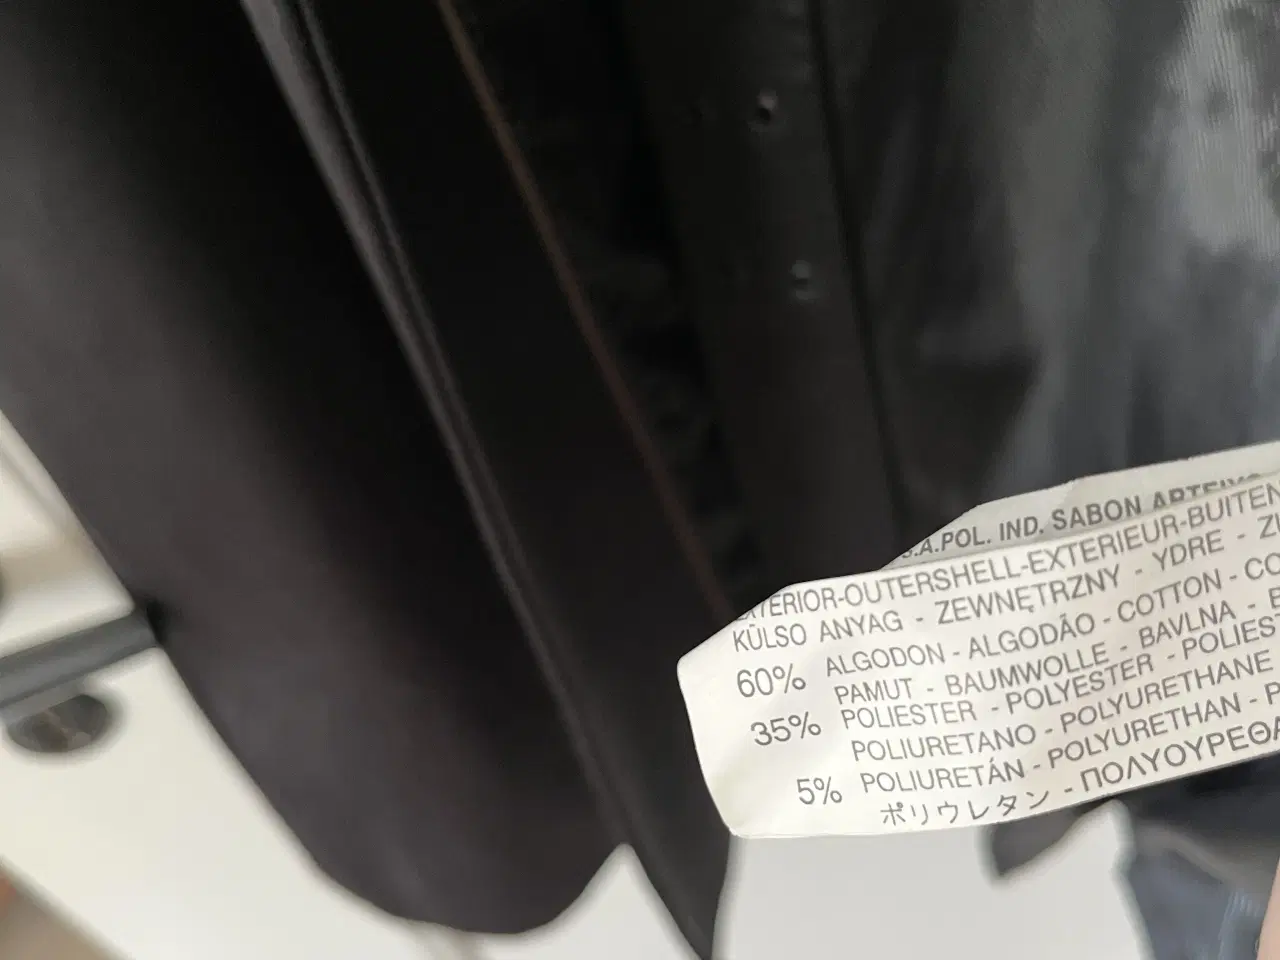 S.A.POL. IND. SABON
EXTERIOR-OUTERSHELL-EXTERIEUR-BUITEN
KÜLSO ANYAG - ZEWNĘTRZNY - YDRE -
60% ALGODON - ALGODÃO - COTTON - CO
PAMUT - BAUMWOLLE - BAVLNA -
35% POLIESTER - POLYESTER - POLIEST
POLIURETANO - POLYURETHANE
5% POLIURETÁN - POLYURETHAN - P
ポリウレタン - ΠΟΛΥΟΥΡΕΘΑ